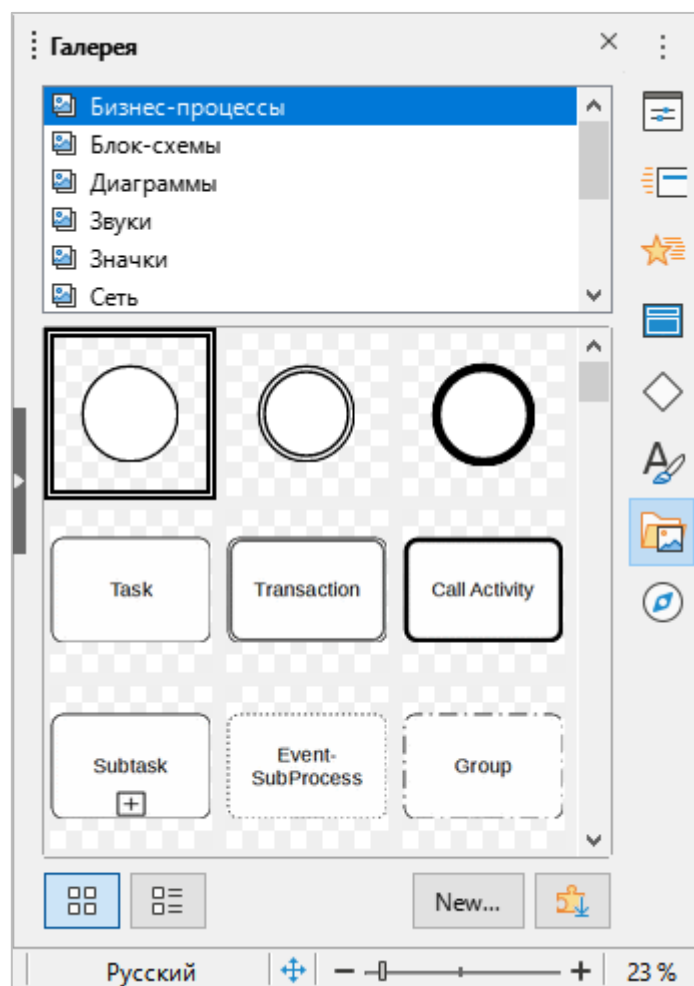 Галерея
Бизнес-процессы
Блок-схемы
Диаграммы
Звуки
Значки
Сеть
Task
Transaction
Call Activity
Subtask
Event-
SubProcess
Group
New...
Русский
23 %